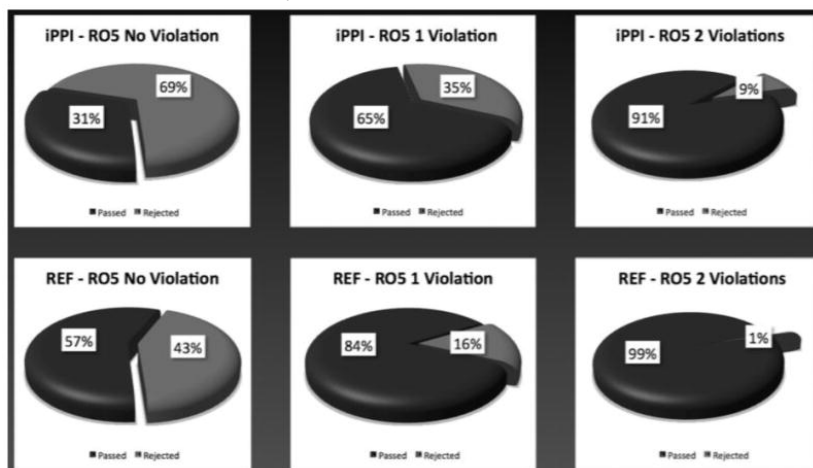 iPPI - RO5 No Violation
69%
31%
Passed Rejected
iPPI - RO5 1 Violation
35%
65%
Passed Rejected
iPPI - RO5 2 Violations
9%
91%
Passed Rejected
REF - RO5 No Violation
57%
43%
Passed Rejected
REF - RO5 1 Violation
84%
16%
Passed Rejected
REF - RO5 2 Violations
1%
99%
Passed Rejected